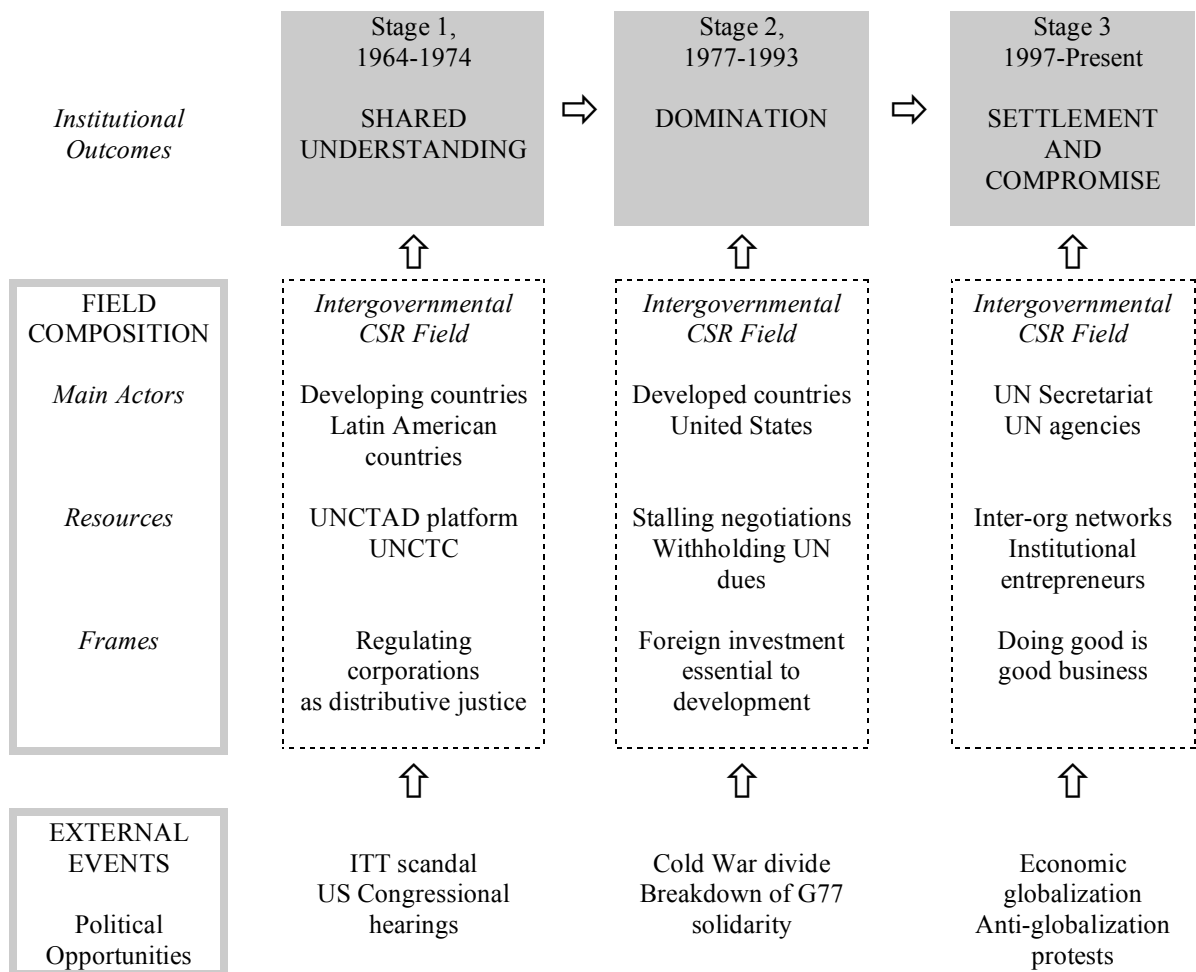 Stage 1,
1964-1974
SHARED
UNDERSTANDING
Stage 2,
1977-1993
DOMINATION
Stage 3
1997-Present
SETTLEMENT
AND
COMPROMISE
Institutional
Outcomes
FIELD
COMPOSITION
Main Actors
Resources
Frames
Intergovernmental
CSR Field
Developing countries
Latin American
countries
UNCTAD platform
UNCTC
Regulating
corporations
as distributive justice
Intergovernmental
CSR Field
Developed countries
United States
Stalling negotiations
Withholding UN
dues
Foreign investment
essential to
development
Intergovernmental
CSR Field
UN Secretariat
UN agencies
Inter-org networks
Institutional
entrepreneurs
Doing good is
good business
EXTERNAL
EVENTS
Political
Opportunities
ITT scandal
US Congressional
hearings
Cold War divide
Breakdown of G77
solidarity
Economic
globalization
Anti-globalization
protests